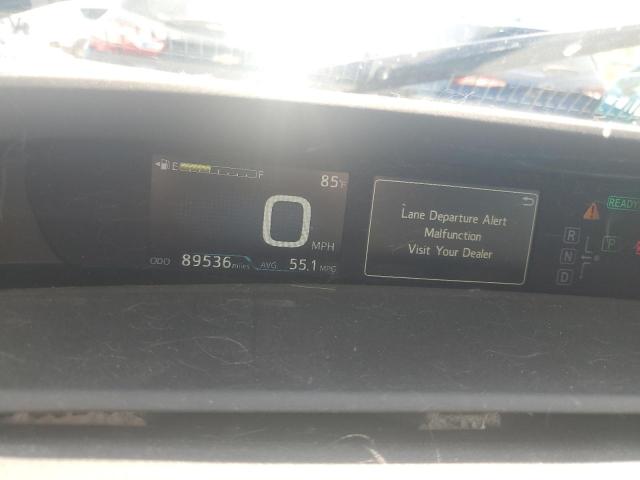 E F
85°F
0 MPH
ODO 89536 miles AVG 55.1 MPG
Lane Departure Alert
Malfunction
Visit Your Dealer
READY
R
N P
D